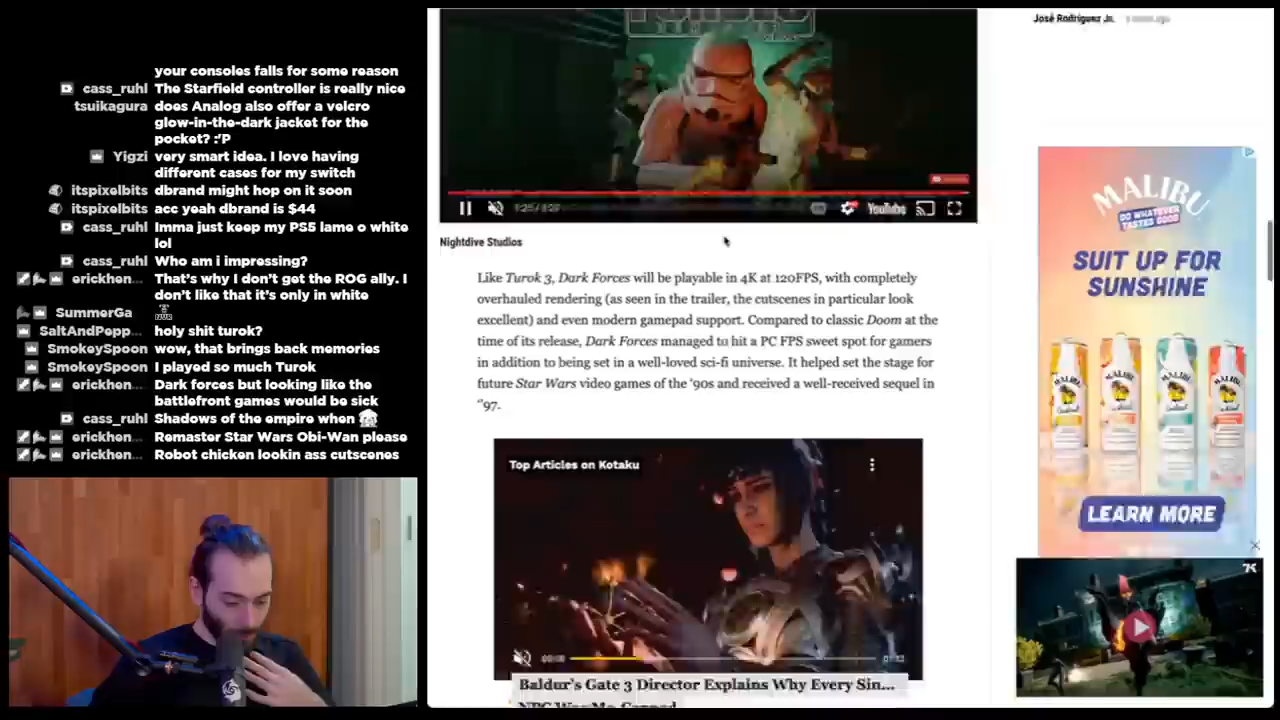 your consoles falls for some reason
cass_ruhl The Starfield controller is really nice
tsuikagura does Analog also offer a velcro
glow-in-the-dark jacket for the
pocket? :'P
Yigzi very smart idea. I love having
different cases for my switch
itspixelbits dbrand might hop on it soon
itspixelbits acc yeah dbrand is $44
cass_ruhl Imma just keep my PS5 lame o white
lol
cass_ruhl Who am i impressing?
erickhen... That's why I don't get the ROG ally. I
don't like that it's only in white
SummerGa
SaltAndPepp... holy shit turok?
SmokeySpoon wow, that brings back memories
SmokeySpoon I played so much Turok
erickhen... Dark forces but looking like the
battlefront games would be sick
cass_ruhl Shadows of the empire when
erickhen... Remaster Star Wars Obi-Wan please
erickhen... Robot chicken lookin ass cutscenes
YouTube
Nightdive Studios
Like Turok 3, Dark Forces will be playable in 4K at 120FPS, with completely
overhauled rendering (as seen in the trailer, the cutscenes in particular look
excellent) and even modern gamepad support. Compared to classic Doom at the
time of its release, Dark Forces managed to hit a PC FPS sweet spot for gamers
in addition to being set in a well-loved sci-fi universe. It helped set the stage for
future Star Wars video games of the '90s and received a well-received sequel in
'97.
Top Articles on Kotaku
Baldur's Gate 3 Director Explains Why Every Sin...
José Rodríguez Jr.
MALIBU
DO WHATEVER
TASTES GOOD
SUIT UP FOR
SUNSHINE
LEARN MORE